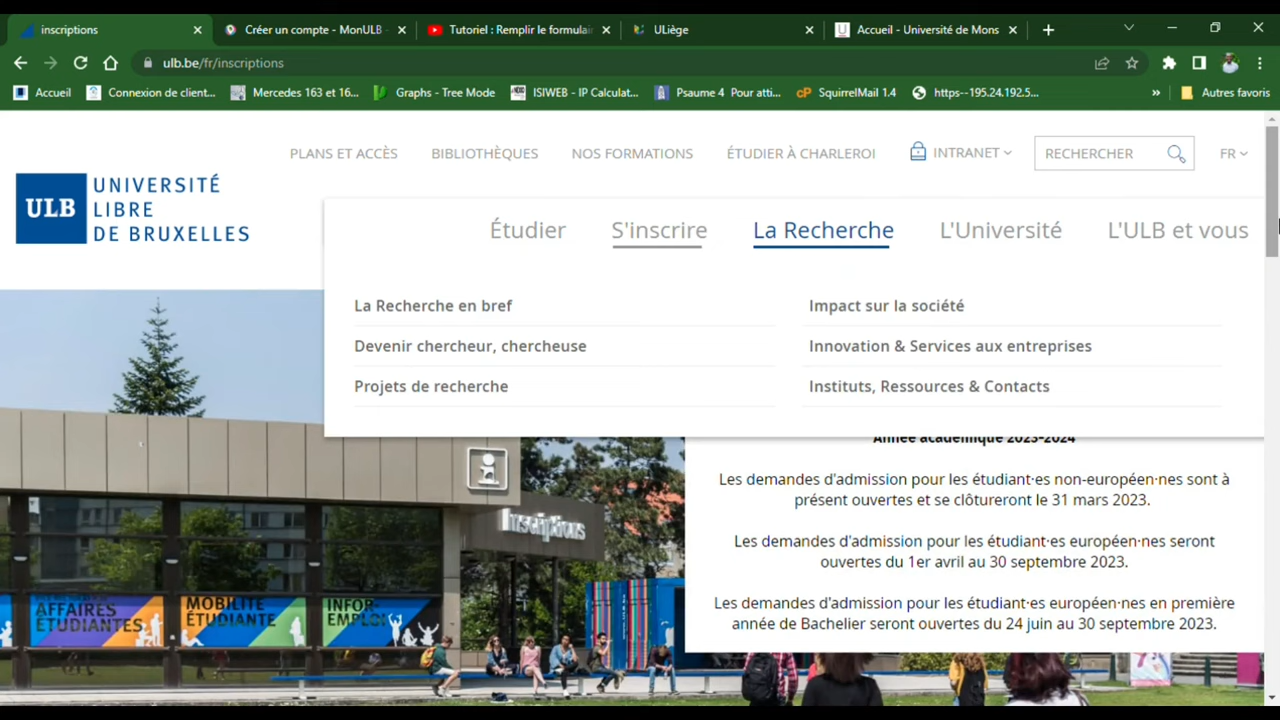 inscriptions
Créer un compte - MonULB
Tutoriel : Remplir le formulair
ULiège
Accueil - Université de Mons
ulb.be/fr/inscriptions
Accueil
Connexion de client...
Mercedes 163 et 16...
Graphs - Tree Mode
ISIWEB - IP Calculat...
Psaume 4 Pour atti...
SquirrelMail 1.4
https--195.24.192.5...
»
Autres favoris
PLANS ET ACCÈS
BIBLIOTHÈQUES
NOS FORMATIONS
ÉTUDIER À CHARLEROI
INTRANET
RECHERCHER
FR
ULB
UNIVERSITÉ
LIBRE
DE BRUXELLES
Étudier
S'inscrire
La Recherche
L'Université
L'ULB et vous
La Recherche en bref
Impact sur la société
Devenir chercheur, chercheuse
Innovation & Services aux entreprises
Projets de recherche
Instituts, Ressources & Contacts
Année académique 2023-2024
Les demandes d'admission pour les étudiant·es non-européen·nes sont à
présent ouvertes et se clôtureront le 31 mars 2023.
Les demandes d'admission pour les étudiant·es européen·nes seront
ouvertes du 1er avril au 30 septembre 2023.
Les demandes d'admission pour les étudiant·es européen·nes en première
année de Bachelier seront ouvertes du 24 juin au 30 septembre 2023.
i
Inscriptions
AFFAIRES
ÉTUDIANTES
MOBILITÉ
ÉTUDIANTE
INFOR-
EMPLOI